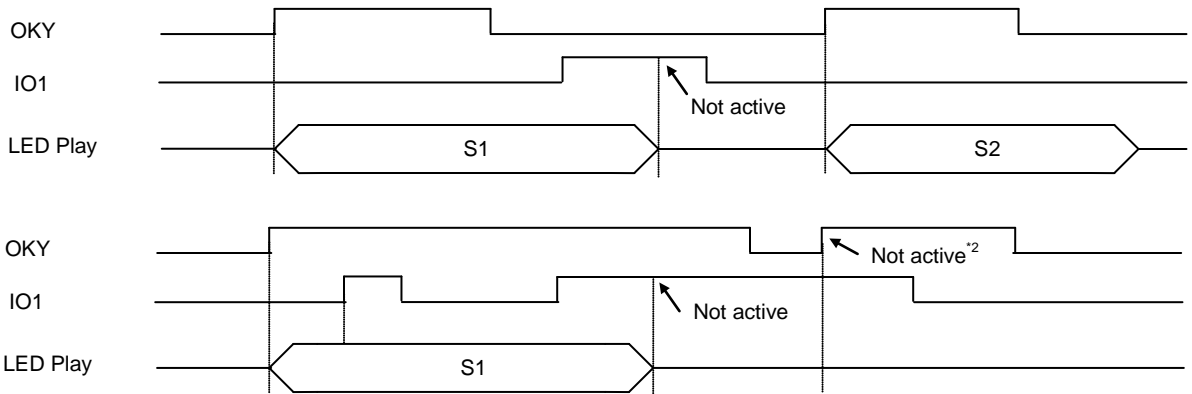 OKY
IO1
Not active
LED Play
S1
S2
OKY
Not active*2
IO1
Not active
LED Play
S1